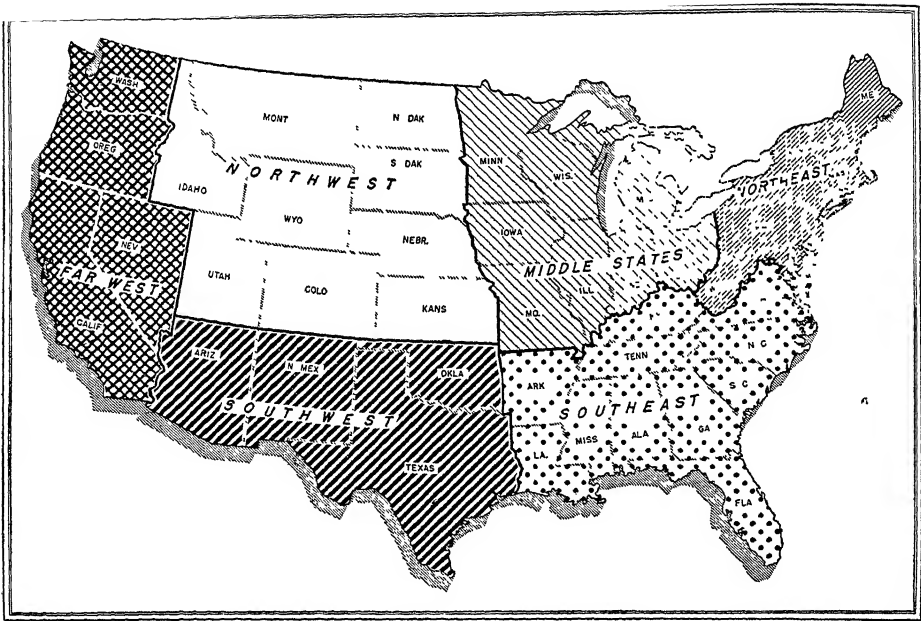 WASH
OREG
NEV
CALIF
FAR WEST
MONT
IDAHO
N DAK
S DAK
NORTHWEST
WYO
NEBR.
UTAH
COLO
KANS
ARIZ
N MEX
OKLA
SOUTHWEST
TEXAS
MINN
WIS.
M
IOWA
MIDDLE STATES
ILL
MO.
ME
NORTHEAST
ARK
TENN
N C
S C
SOUTHEAST
LA.
MISS
ALA
GA
FLA